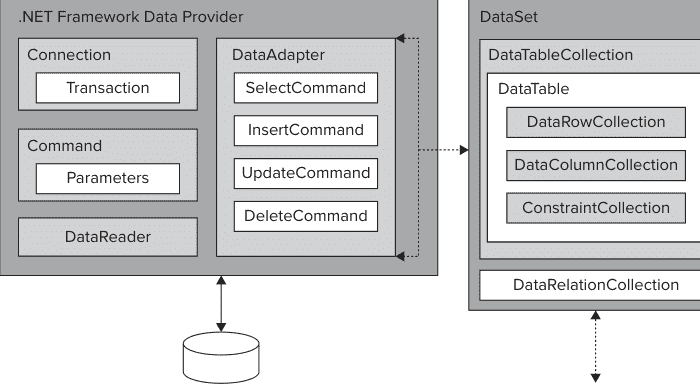 .NET Framework Data Provider
Connection
Transaction
Command
Parameters
DataReader
DataAdapter
SelectCommand
InsertCommand
UpdateCommand
DeleteCommand
DataSet
DataTableCollection
DataTable
DataRowCollection
DataColumnCollection
ConstraintCollection
DataRelationCollection